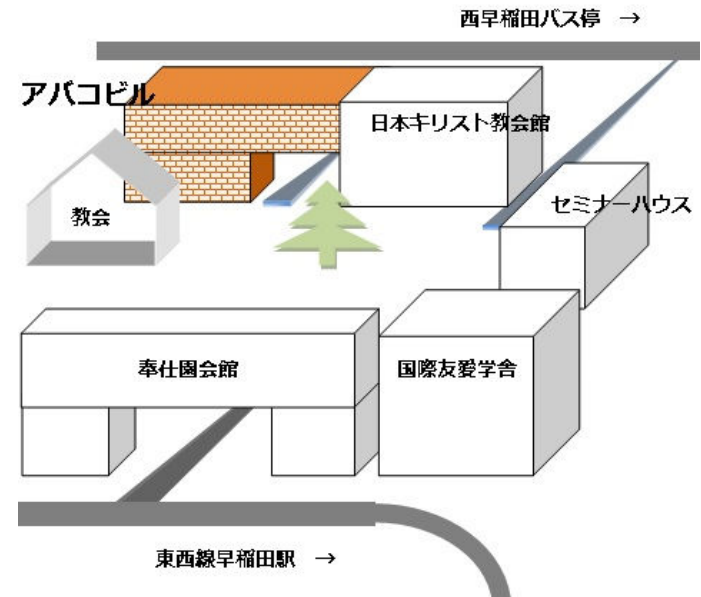 西早稲田バス停　→
アバコビル
日本キリスト教会館
教会
セミナーハウス
奉仕園会館
国際友愛学舎
東西線早稲田駅　→